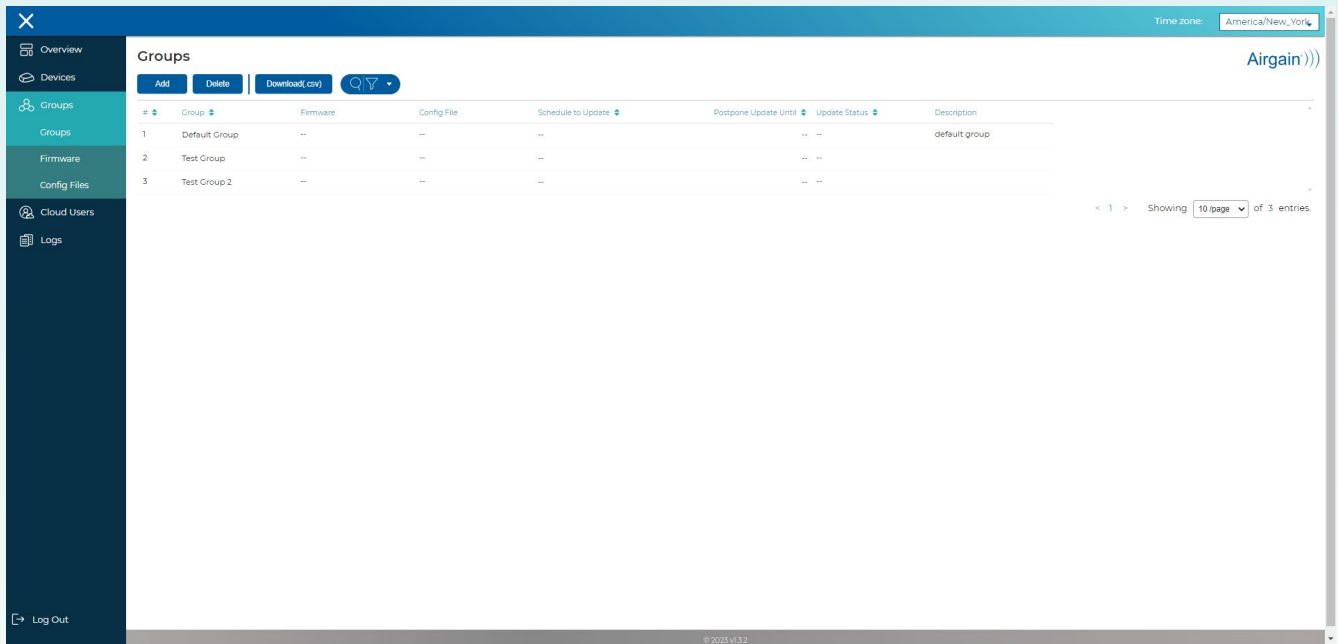 Time zone: America/New_York
Overview
Devices
Groups
Groups
Firmware
Config Files
Cloud Users
Logs
Log Out
Groups
Airgain
Add Delete Download(.csv)
# Group Firmware Config File Schedule to Update Postpone Update Until Update Status Description
1 Default Group -- -- -- -- -- default group
2 Test Group -- -- -- -- --
3 Test Group 2 -- -- -- -- --
< 1 > Showing 10 /page of 3 entries.
© 2023 v1.3.2